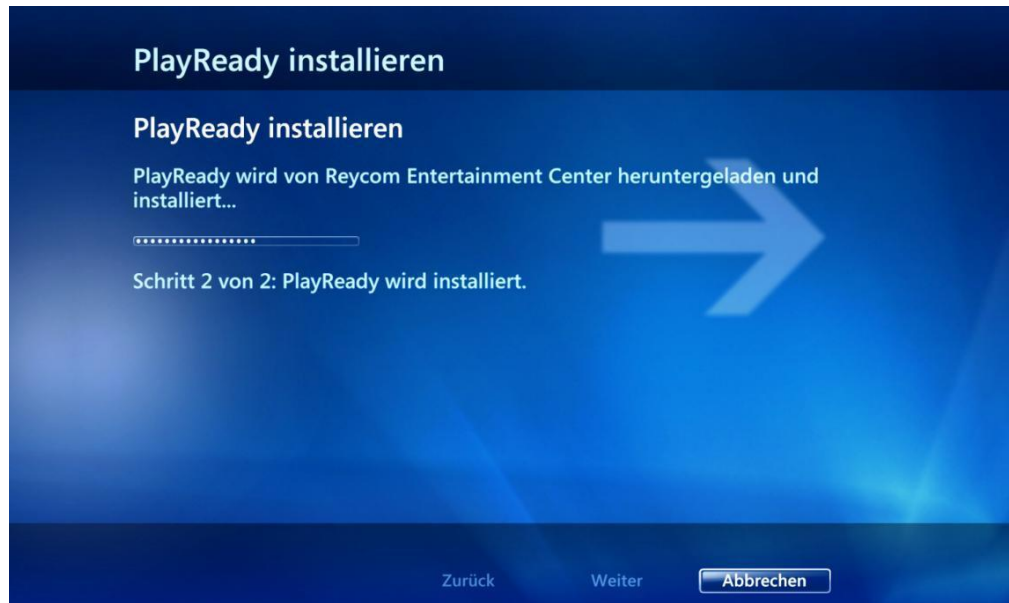 PlayReady installieren
PlayReady installieren
PlayReady wird von Reycom Entertainment Center heruntergeladen und
installiert...
Schritt 2 von 2: PlayReady wird installiert.
Zurück Weiter Abbrechen